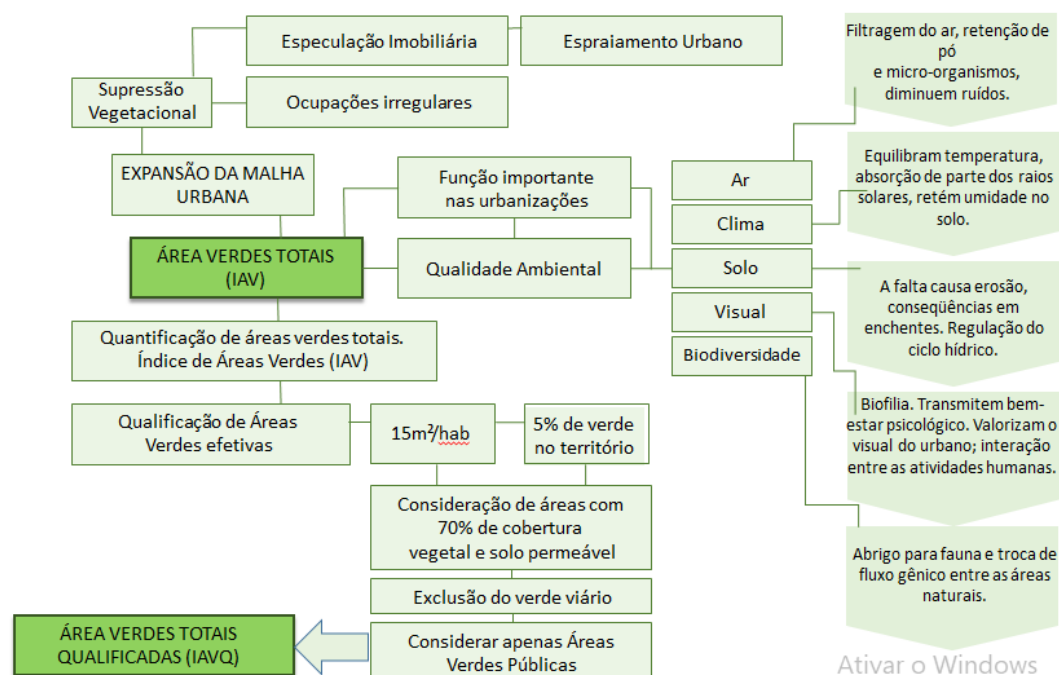 Especulação Imobiliária
Espraiamento Urbano
Supressão
Vegetacional
Ocupações irregulares
EXPANSÃO DA MALHA
URBANA
ÁREA VERDES TOTAIS
(IAV)
Função importante
nas urbanizações
Qualidade Ambiental
Ar
Clima
Solo
Visual
Biodiversidade
Filtragem do ar, retenção de
pó
e micro-organismos,
diminuem ruídos.
Equilibram temperatura,
absorção de parte dos raios
solares, retém umidade no
solo.
A falta causa erosão,
conseqüências em
enchentes. Regulação do
ciclo hídrico.
Biofilia. Transmitem bem-
estar psicológico. Valorizam o
visual do urbano; interação
entre as atividades humanas.
Abrigo para fauna e troca de
fluxo gênico entre as áreas
naturais.
Quantificação de áreas verdes totais.
Índice de Áreas Verdes (IAV)
Qualificação de Áreas
Verdes efetivas
15m²/hab
5% de verde
no território
Consideração de áreas com
70% de cobertura
vegetal e solo permeável
Exclusão do verde viário
Considerar apenas Áreas
Verdes Públicas
ÁREA VERDES TOTAIS
QUALIFICADAS (IAVQ)
Ativar o Windows